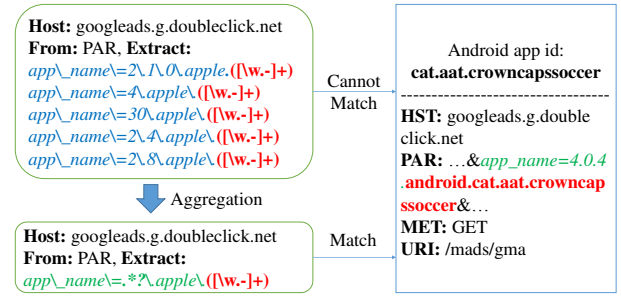 Host: googleads.g.doubleclick.net
From: PAR, Extract:
app\_name\=2\.1\.0\.apple.([\w.-]+)
app\_name\=4\.apple\.([\w.-]+)
app\_name\=30\.apple\.([\w.-]+)
app\_name\=2\.4\.apple\.([\w.-]+)
app\_name\=2\.8\.apple\.([\w.-]+)
Aggregation
Host: googleads.g.doubleclick.net
From: PAR, Extract:
app\_name\=.*?\.apple\.([\w.-]+)
Cannot
Match
Match
Android app id:
cat.aat.crowncapssoccer
HST: googleads.g.double
click.net
PAR: …&app_name=4.0.4
.android.cat.aat.crowncap
ssoccer&…
MET: GET
URI: /mads/gma